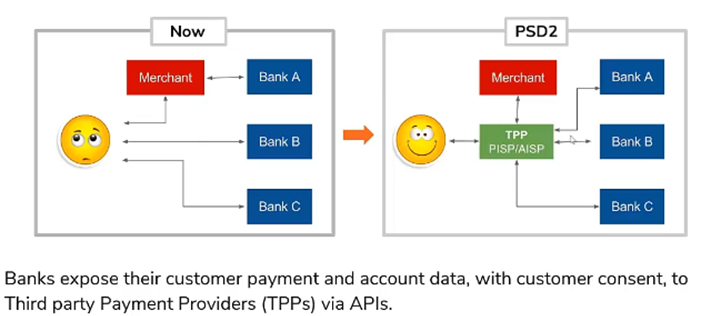 Now
Merchant
Bank A
Bank B
Bank C
PSD2
Merchant
Bank A
TPP
PISP/AISP
Bank B
Bank C
Banks expose their customer payment and account data, with customer consent, to
Third party Payment Providers (TPPs) via APIs.